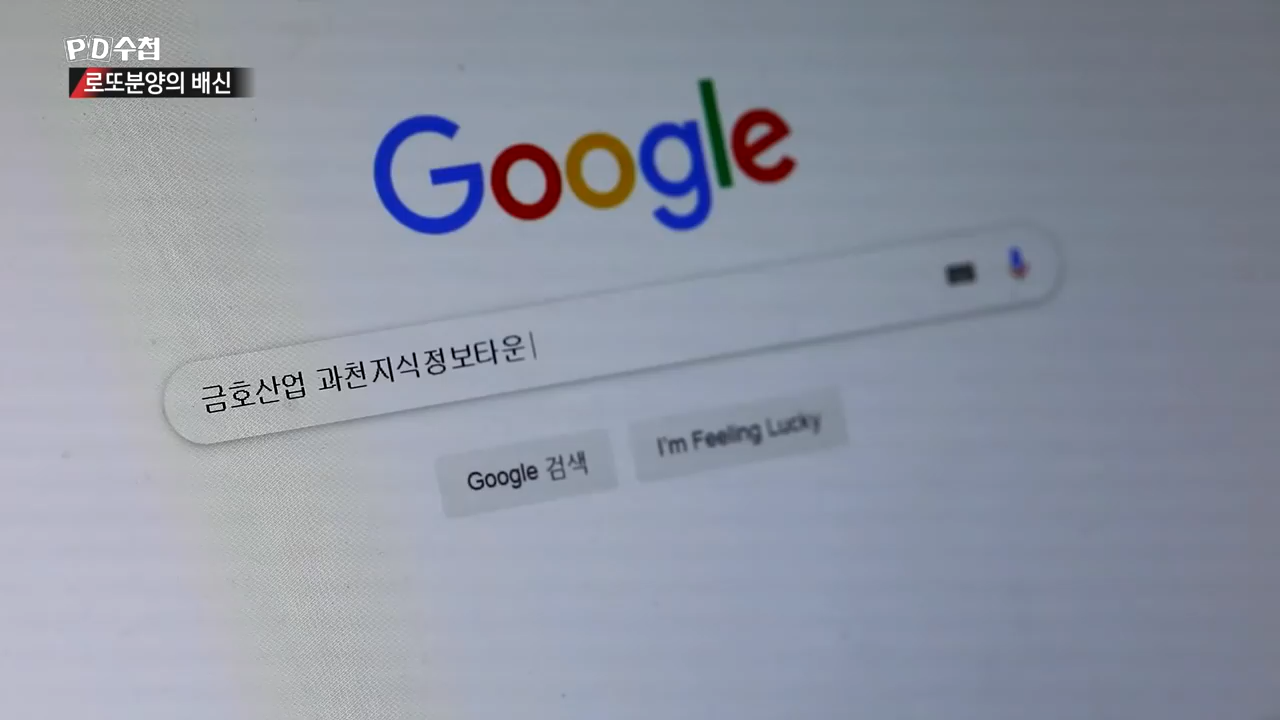 PD수첩
로또분양의 배신
Google
금호산업 과천지식정보타운
Google 검색
I'm Feeling Lucky